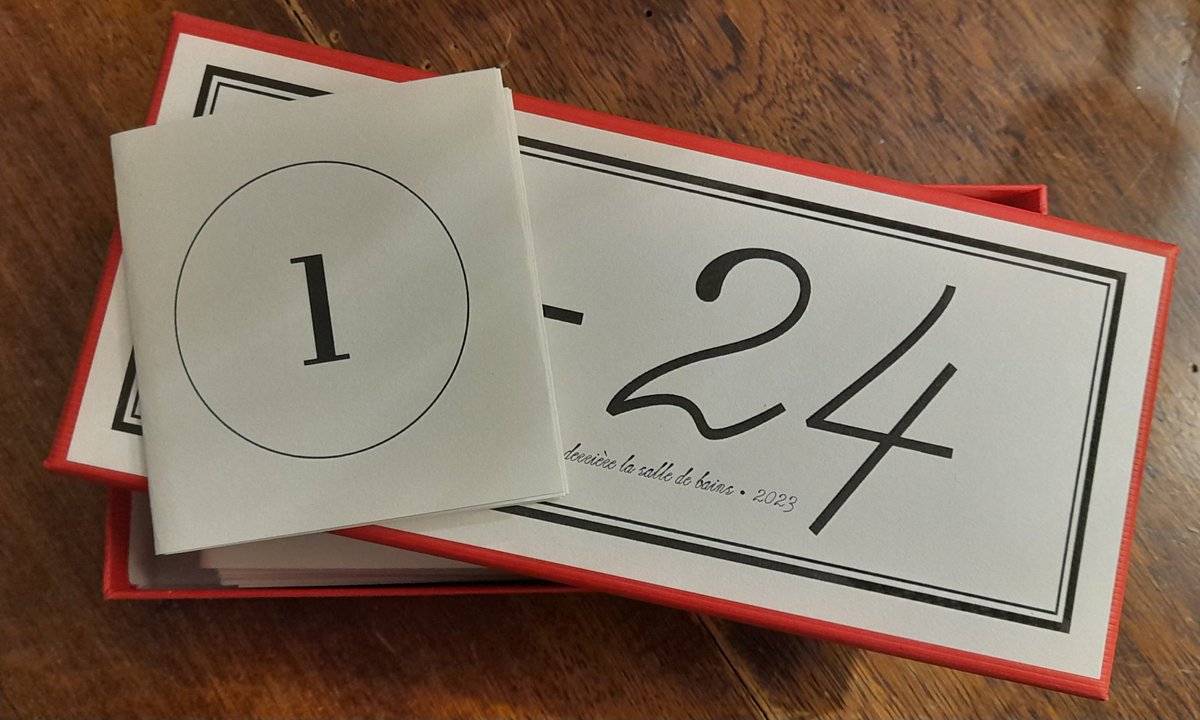 1
- 24
derrière la salle de bains • 2023